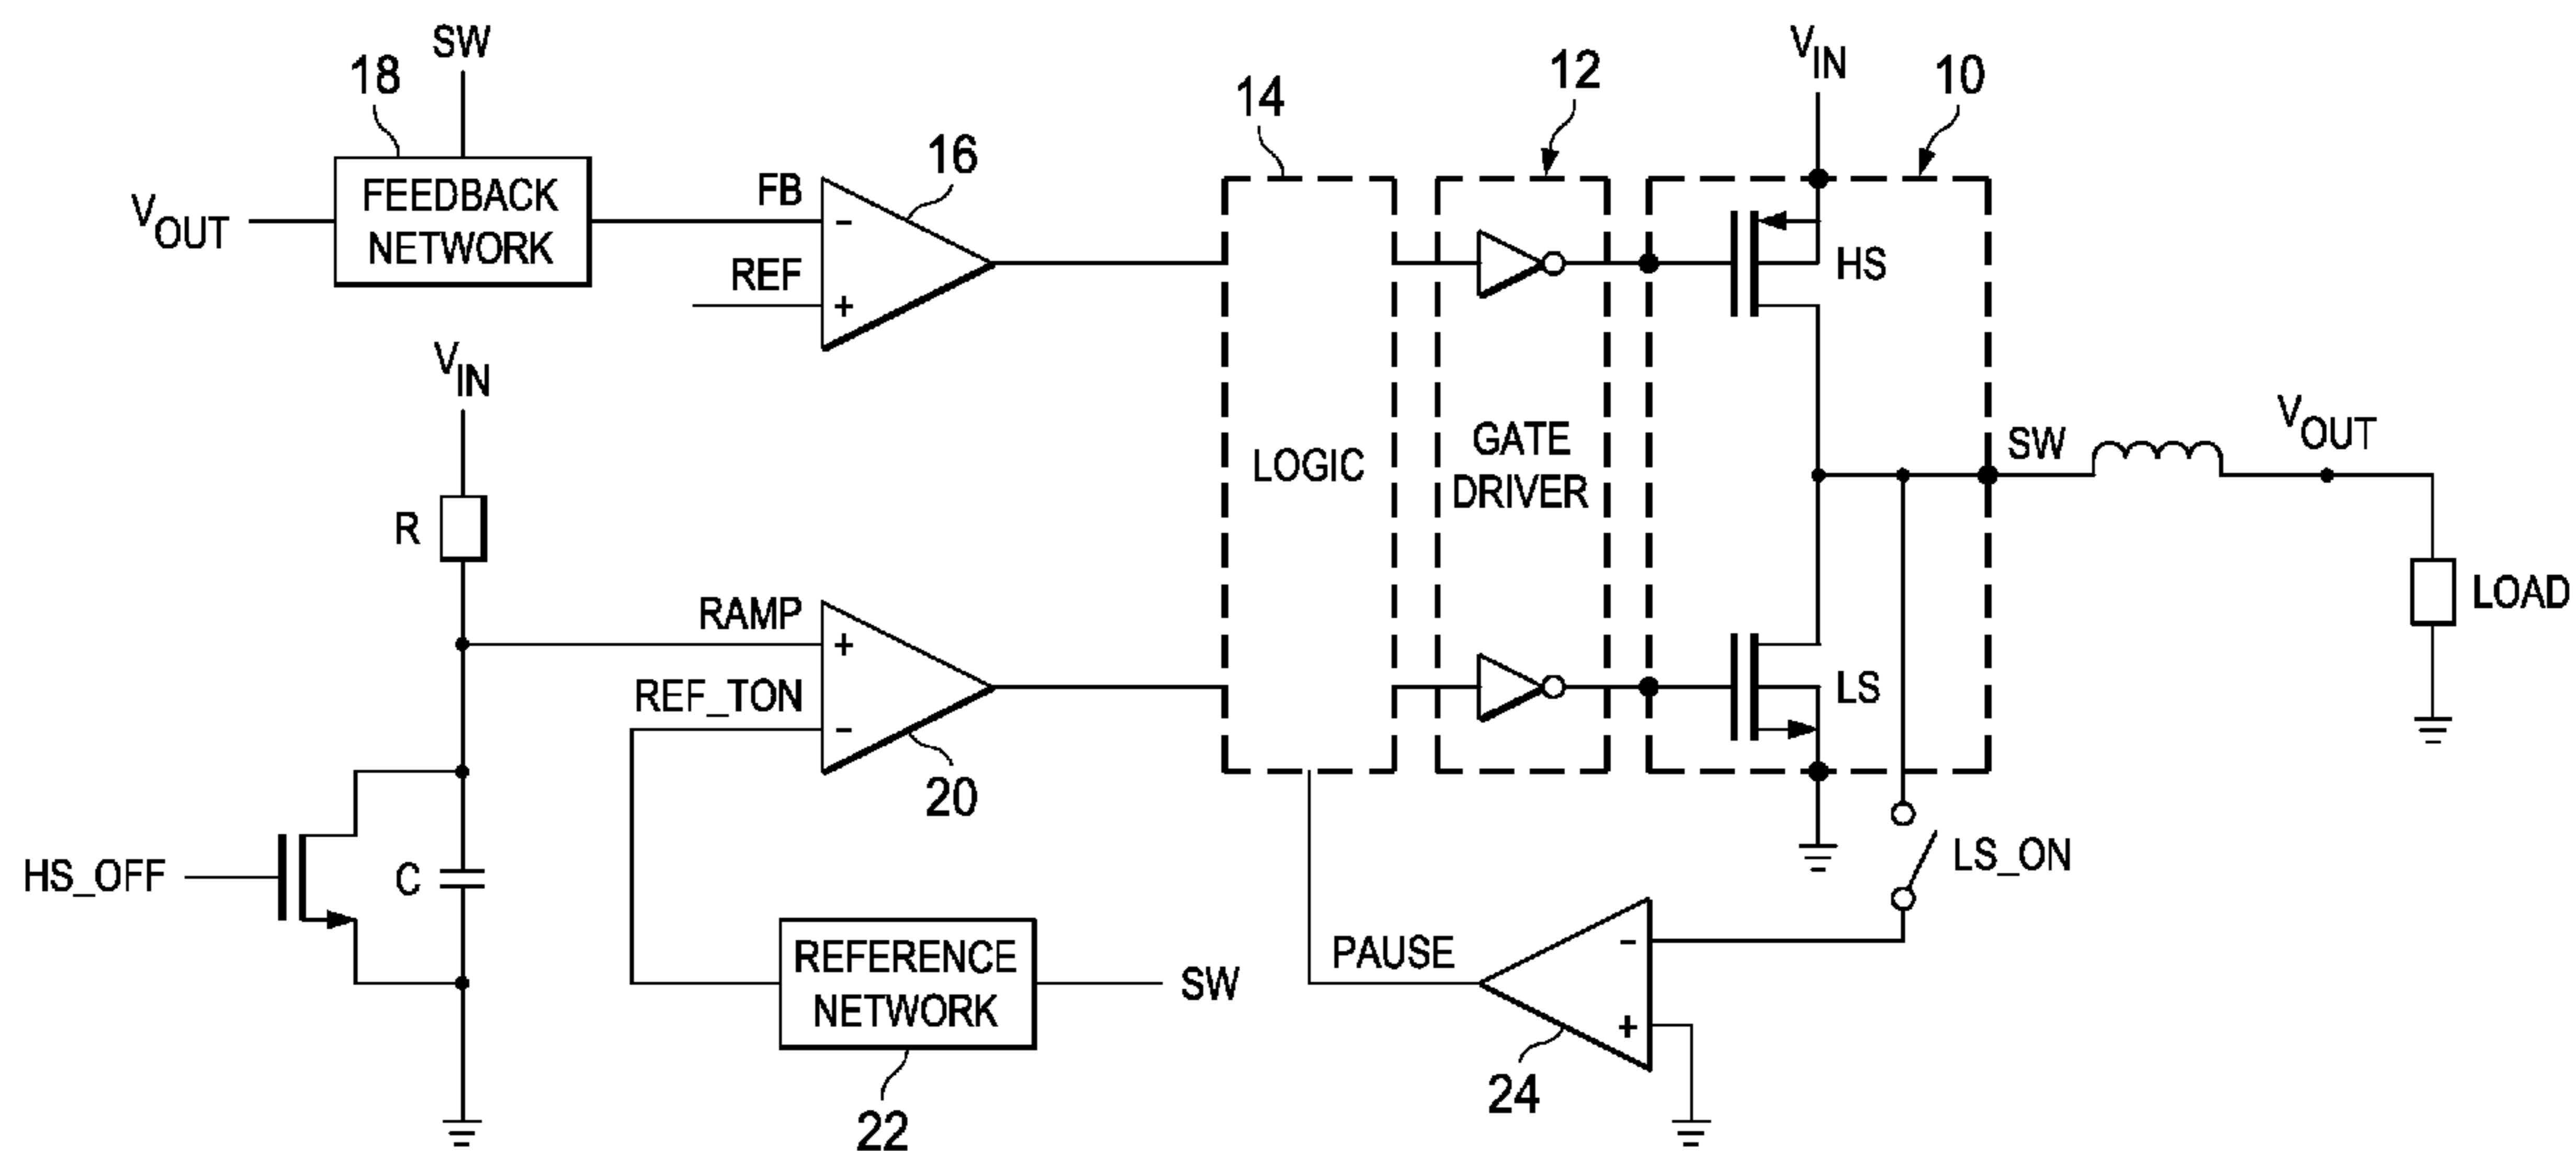 SW
18
FEEDBACK
NETWORK
VOUT
FB
REF
-
+
16
14
LOGIC
12
GATE
DRIVER
VIN
10
HS
LS
SW
VOUT
LOAD
VIN
R
RAMP
REF_TON
+
-
20
HS_OFF
C
REFERENCE
NETWORK
SW
22
PAUSE
-
+
24
LS_ON